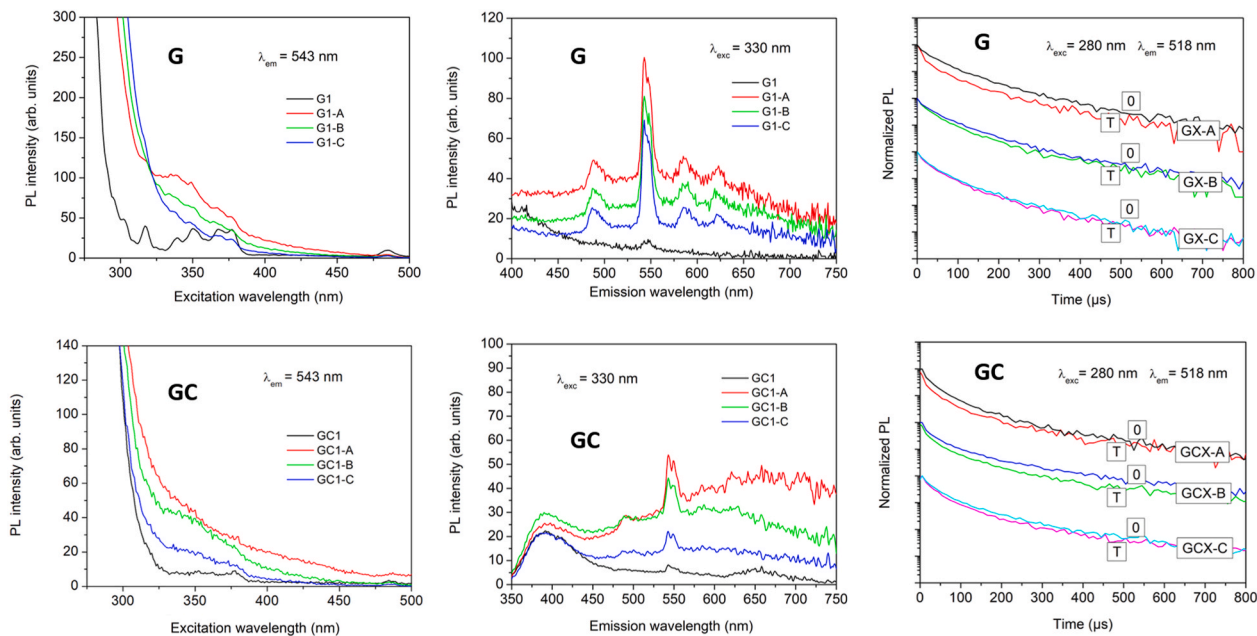 G
λem = 543 nm
G1
G1-A
G1-B
G1-C
PL intensity (arb. units)
300
250
200
150
100
50
0
300 350 400 450 500
Excitation wavelength (nm)
G
λexc = 330 nm
G1
G1-A
G1-B
G1-C
PL intensity (arb. units)
120
100
80
60
40
20
0
400 450 500 550 600 650 700 750
Emission wavelength (nm)
G
λexc = 280 nm λem = 518 nm
Normalized PL
0
T
GX-A
0
T
GX-B
0
T
GX-C
0 100 200 300 400 500 600 700 800
Time (µs)
GC
λem = 543 nm
GC1
GC1-A
GC1-B
GC1-C
PL intensity (arb. units)
140
120
100
80
60
40
20
0
300 350 400 450 500
Excitation wavelength (nm)
λexc = 330 nm
GC
GC1
GC1-A
GC1-B
GC1-C
PL intensity (arb. units)
100
90
80
70
60
50
40
30
20
10
0
350 400 450 500 550 600 650 700 750
Emission wavelength (nm)
GC
λexc = 280 nm λem = 518 nm
Normalized PL
0
T
GCX-A
0
T
GCX-B
0
T
GCX-C
0 100 200 300 400 500 600 700 800
Time (µs)